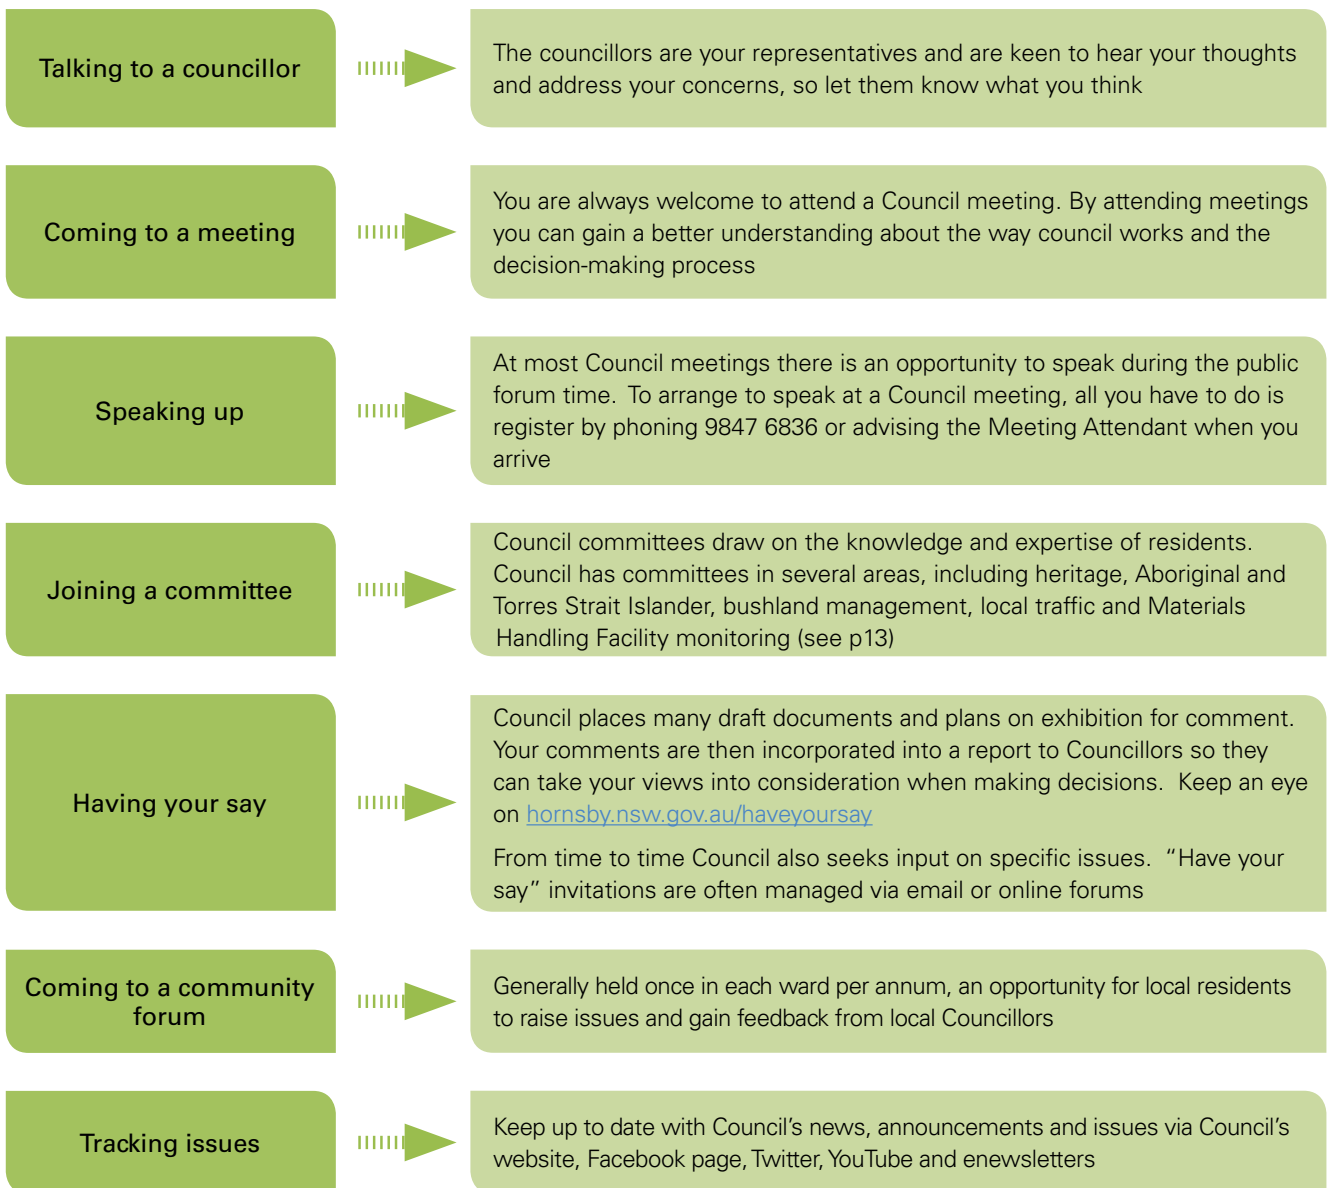 Talking to a councillor
The councillors are your representatives and are keen to hear your thoughts
and address your concerns, so let them know what you think
Coming to a meeting
You are always welcome to attend a Council meeting. By attending meetings
you can gain a better understanding about the way council works and the
decision-making process
Speaking up
At most Council meetings there is an opportunity to speak during the public
forum time. To arrange to speak at a Council meeting, all you have to do is
register by phoning 9847 6836 or advising the Meeting Attendant when you
arrive
Joining a committee
Council committees draw on the knowledge and expertise of residents.
Council has committees in several areas, including heritage, Aboriginal and
Torres Strait Islander, bushland management, local traffic and Materials
Handling Facility monitoring (see p13)
Having your say
Council places many draft documents and plans on exhibition for comment.
Your comments are then incorporated into a report to Councillors so they
can take your views into consideration when making decisions. Keep an eye
on hornsby.nsw.gov.au/haveyoursay
From time to time Council also seeks input on specific issues. “Have your
say” invitations are often managed via email or online forums
Coming to a community
forum
Generally held once in each ward per annum, an opportunity for local residents
to raise issues and gain feedback from local Councillors
Tracking issues
Keep up to date with Council’s news, announcements and issues via Council’s
website, Facebook page, Twitter, YouTube and enewsletters